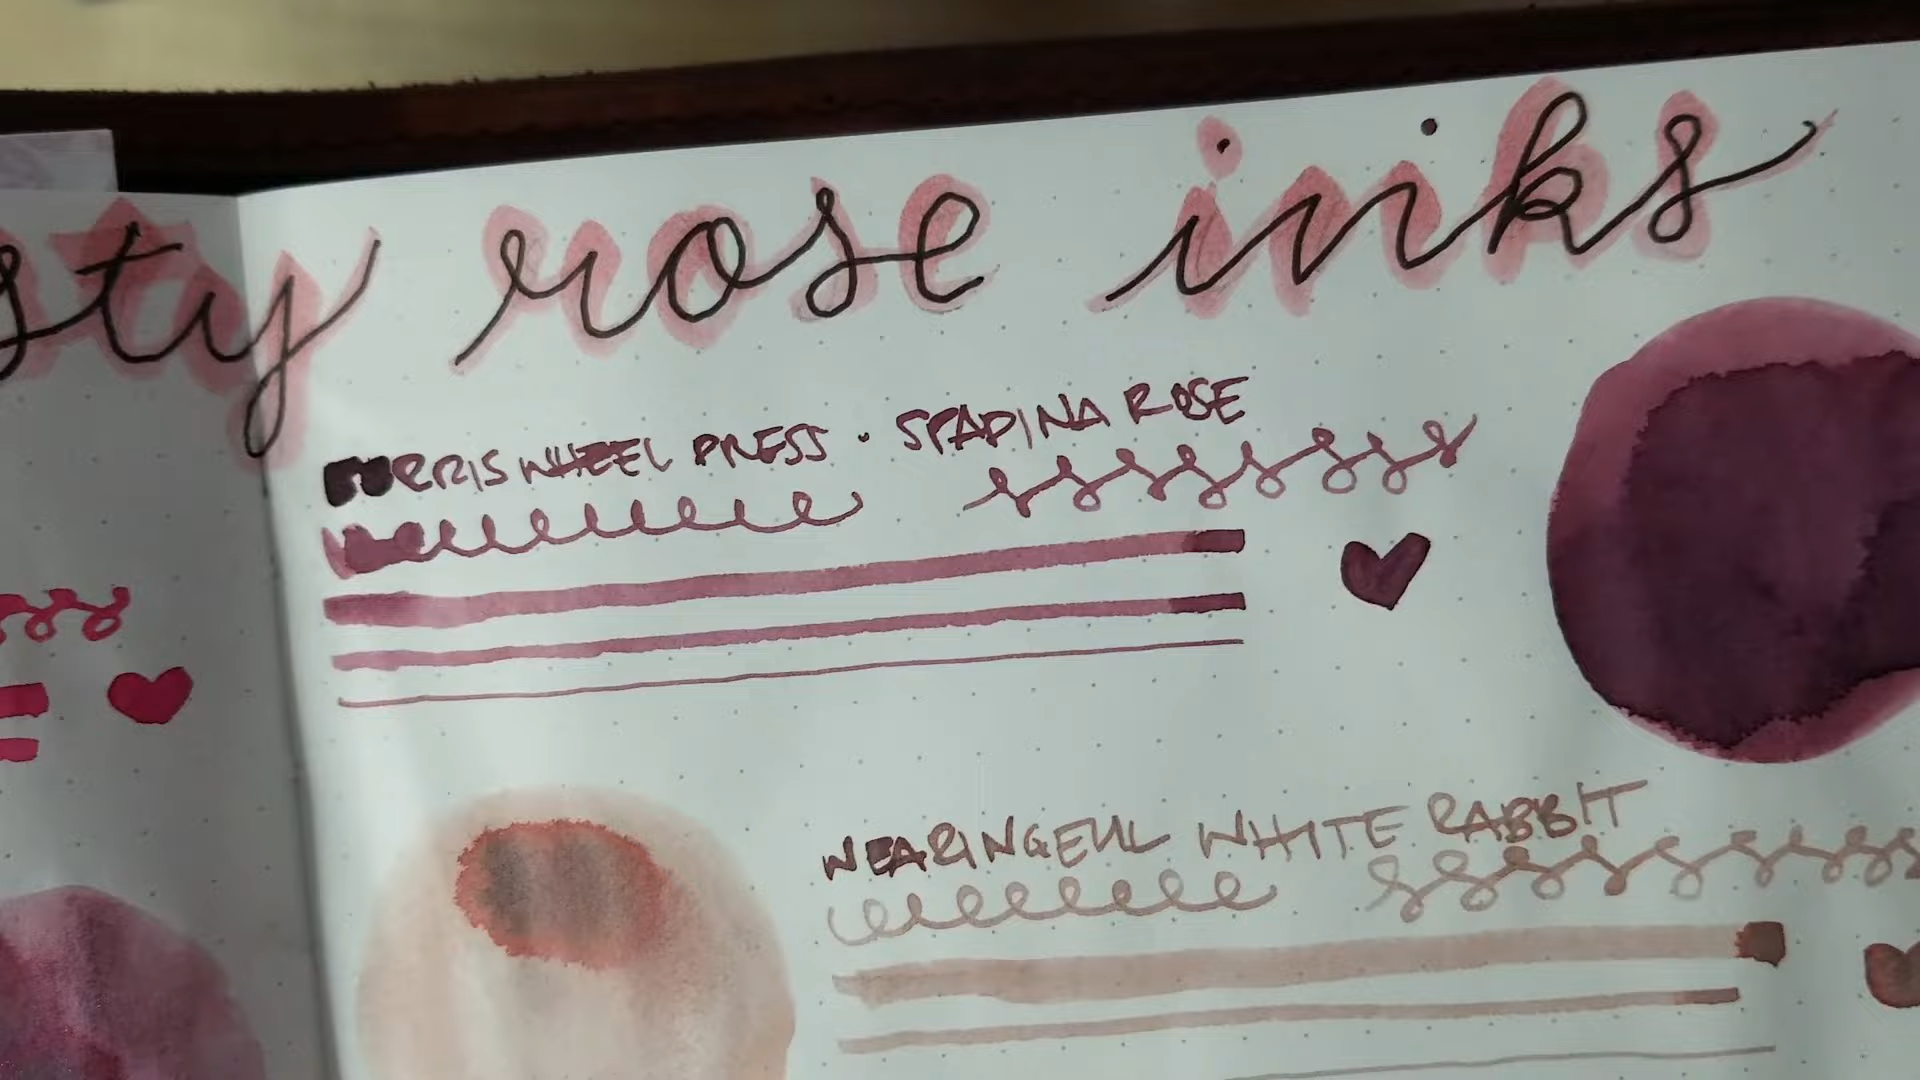 sty rose inks
FERRIS WHEEL PRESS · SPADINA ROSE
WEARINGEUL WHITE RABBIT